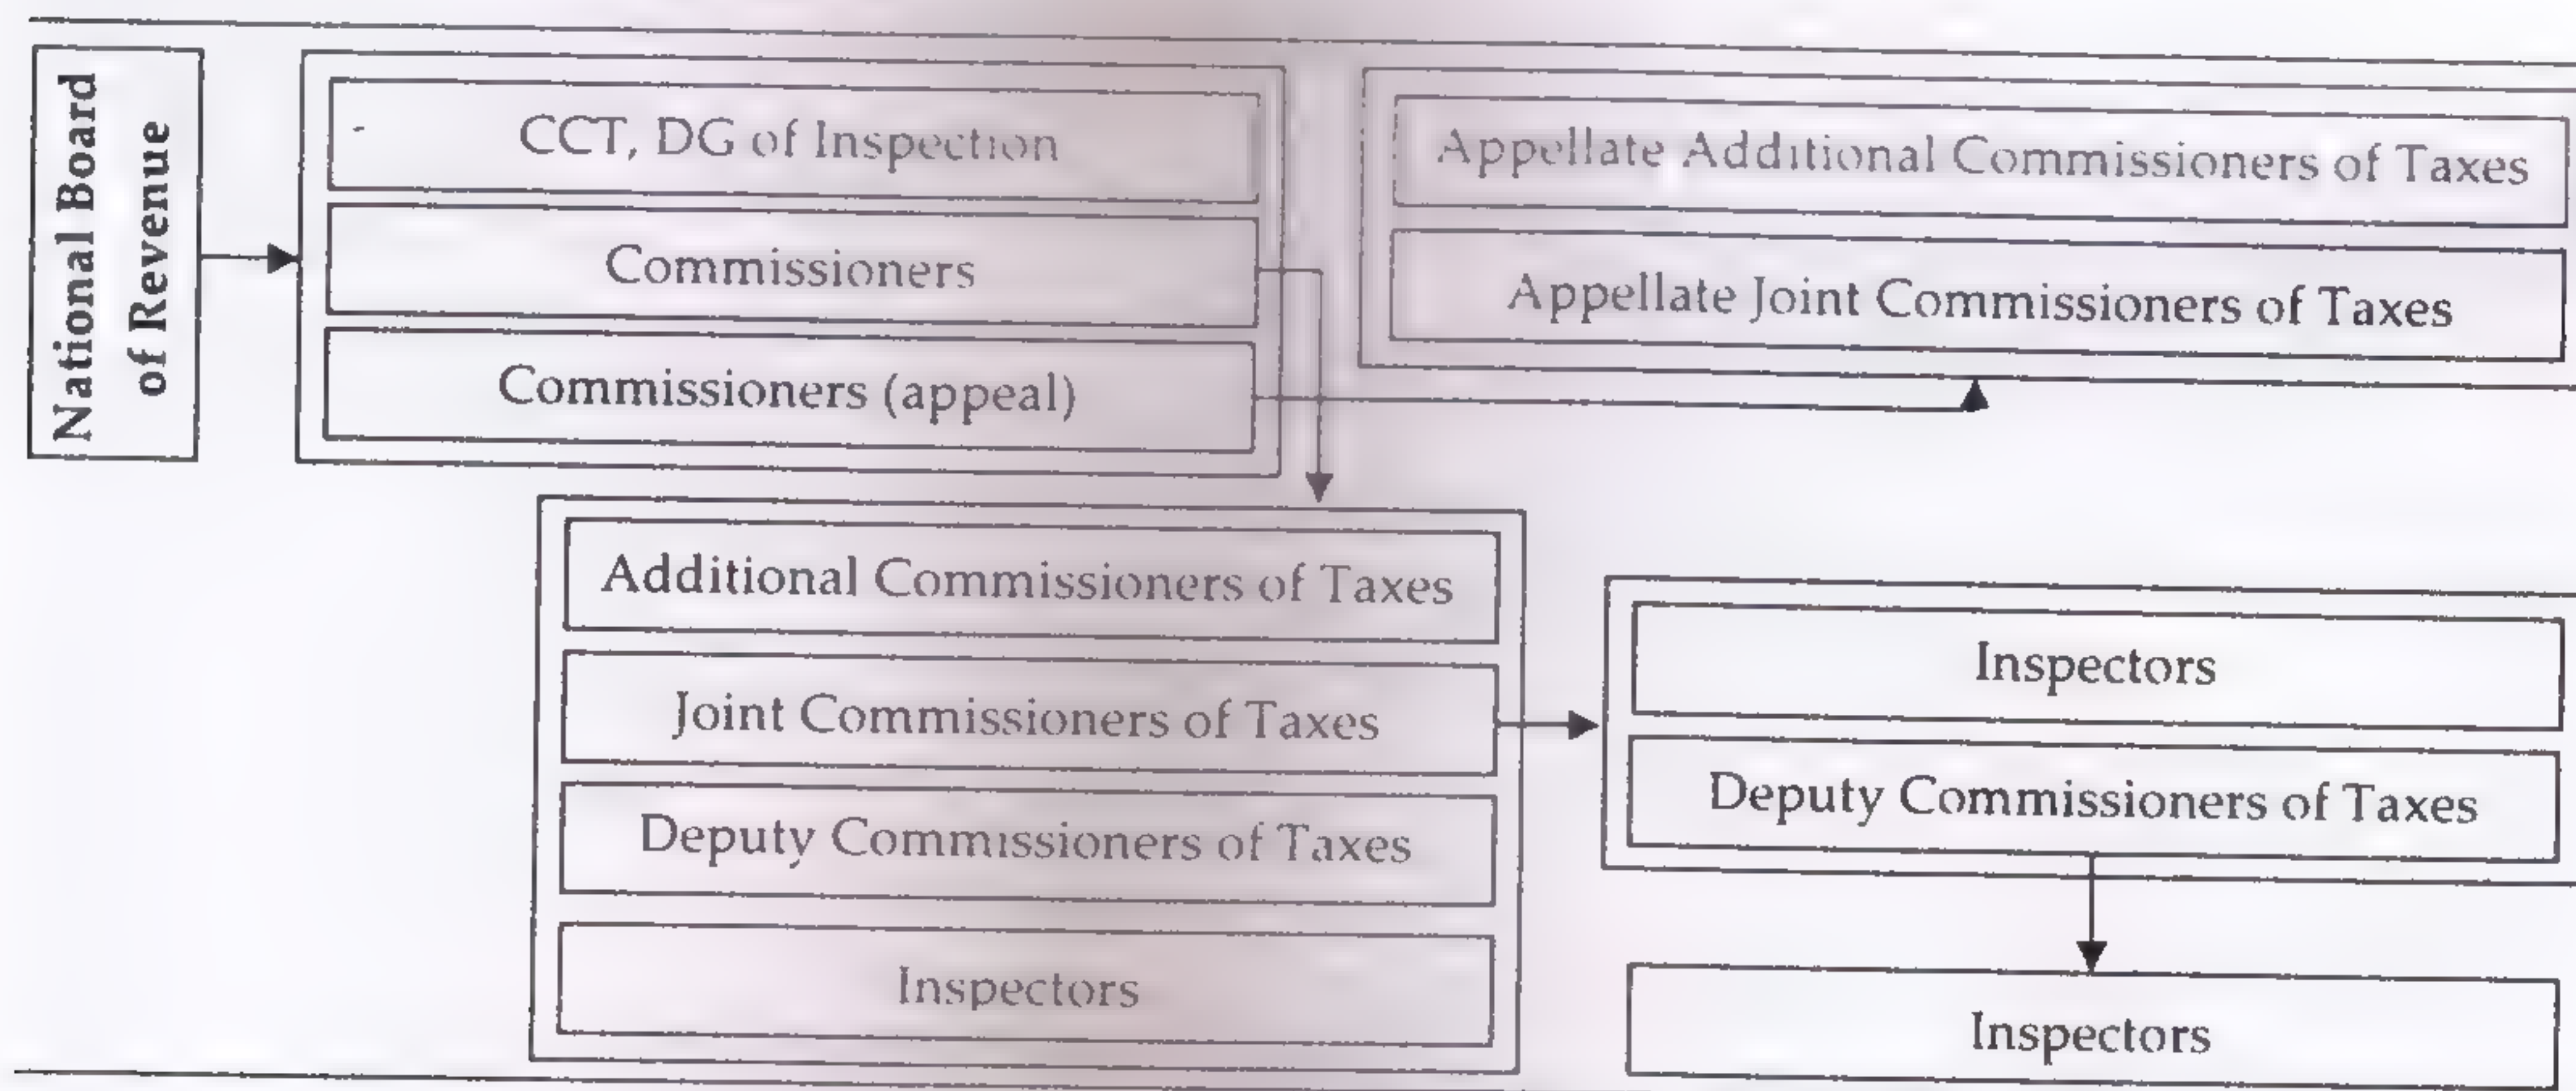 National Board
of Revenue
CCT, DG of Inspection
Commissioners
Commissioners (appeal)
Appellate Additional Commissioners of Taxes
Appellate Joint Commissioners of Taxes
Additional Commissioners of Taxes
Joint Commissioners of Taxes
Deputy Commissioners of Taxes
Inspectors
Inspectors
Deputy Commissioners of Taxes
Inspectors